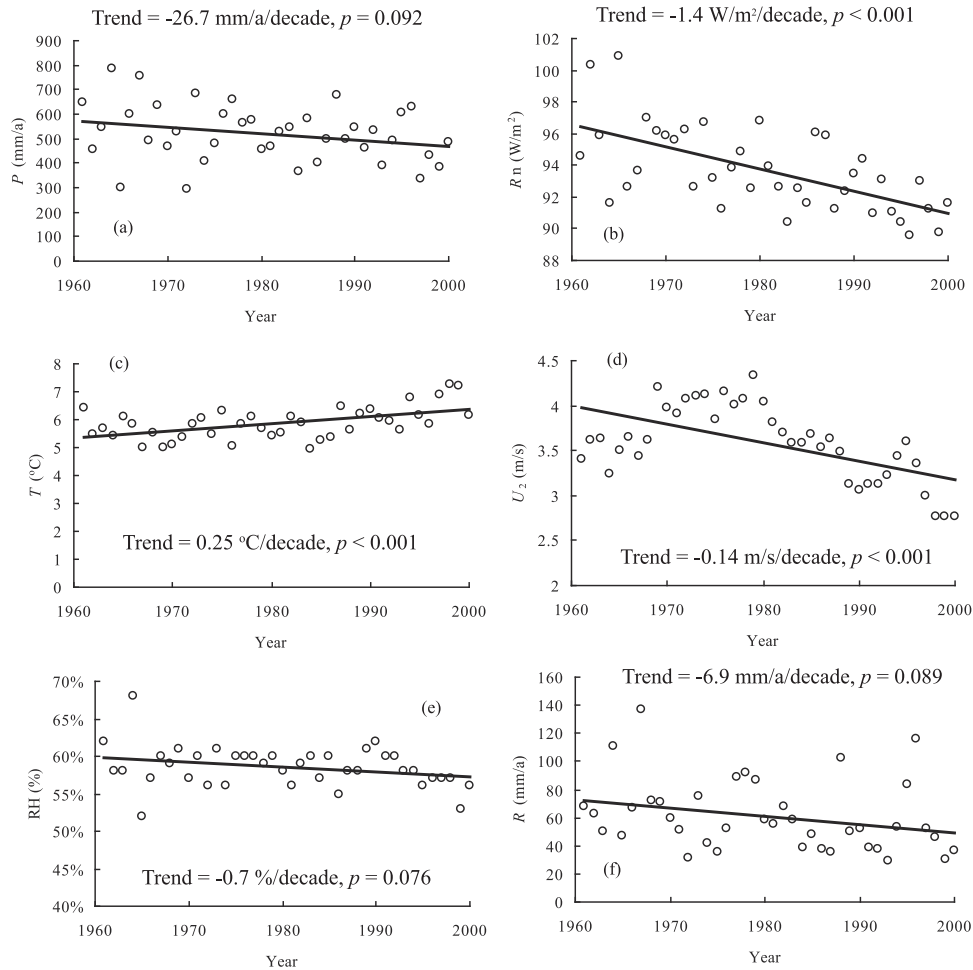 Trend = -26.7 mm/a/decade, p = 0.092
900
800
700
600
500
400
300
200
100
0
P (mm/a)
(a)
1960 1970 1980 1990 2000
Year
Trend = -1.4 W/m²/decade, p < 0.001
102
100
98
96
94
92
90
88
Rn (W/m²)
(b)
1960 1970 1980 1990 2000
Year
(c)
8
7
6
5
4
3
2
1
0
T (°C)
Trend = 0.25 °C/decade, p < 0.001
1960 1970 1980 1990 2000
Year
(d)
4.5
4
3.5
3
2.5
2
U₂ (m/s)
Trend = -0.14 m/s/decade, p < 0.001
1960 1970 1980 1990 2000
Year
70%
65%
60%
55%
50%
45%
40%
RH (%)
(e)
Trend = -0.7 %/decade, p = 0.076
1960 1970 1980 1990 2000
Year
Trend = -6.9 mm/a/decade, p = 0.089
160
140
120
100
80
60
40
20
0
R (mm/a)
(f)
1960 1970 1980 1990 2000
Year